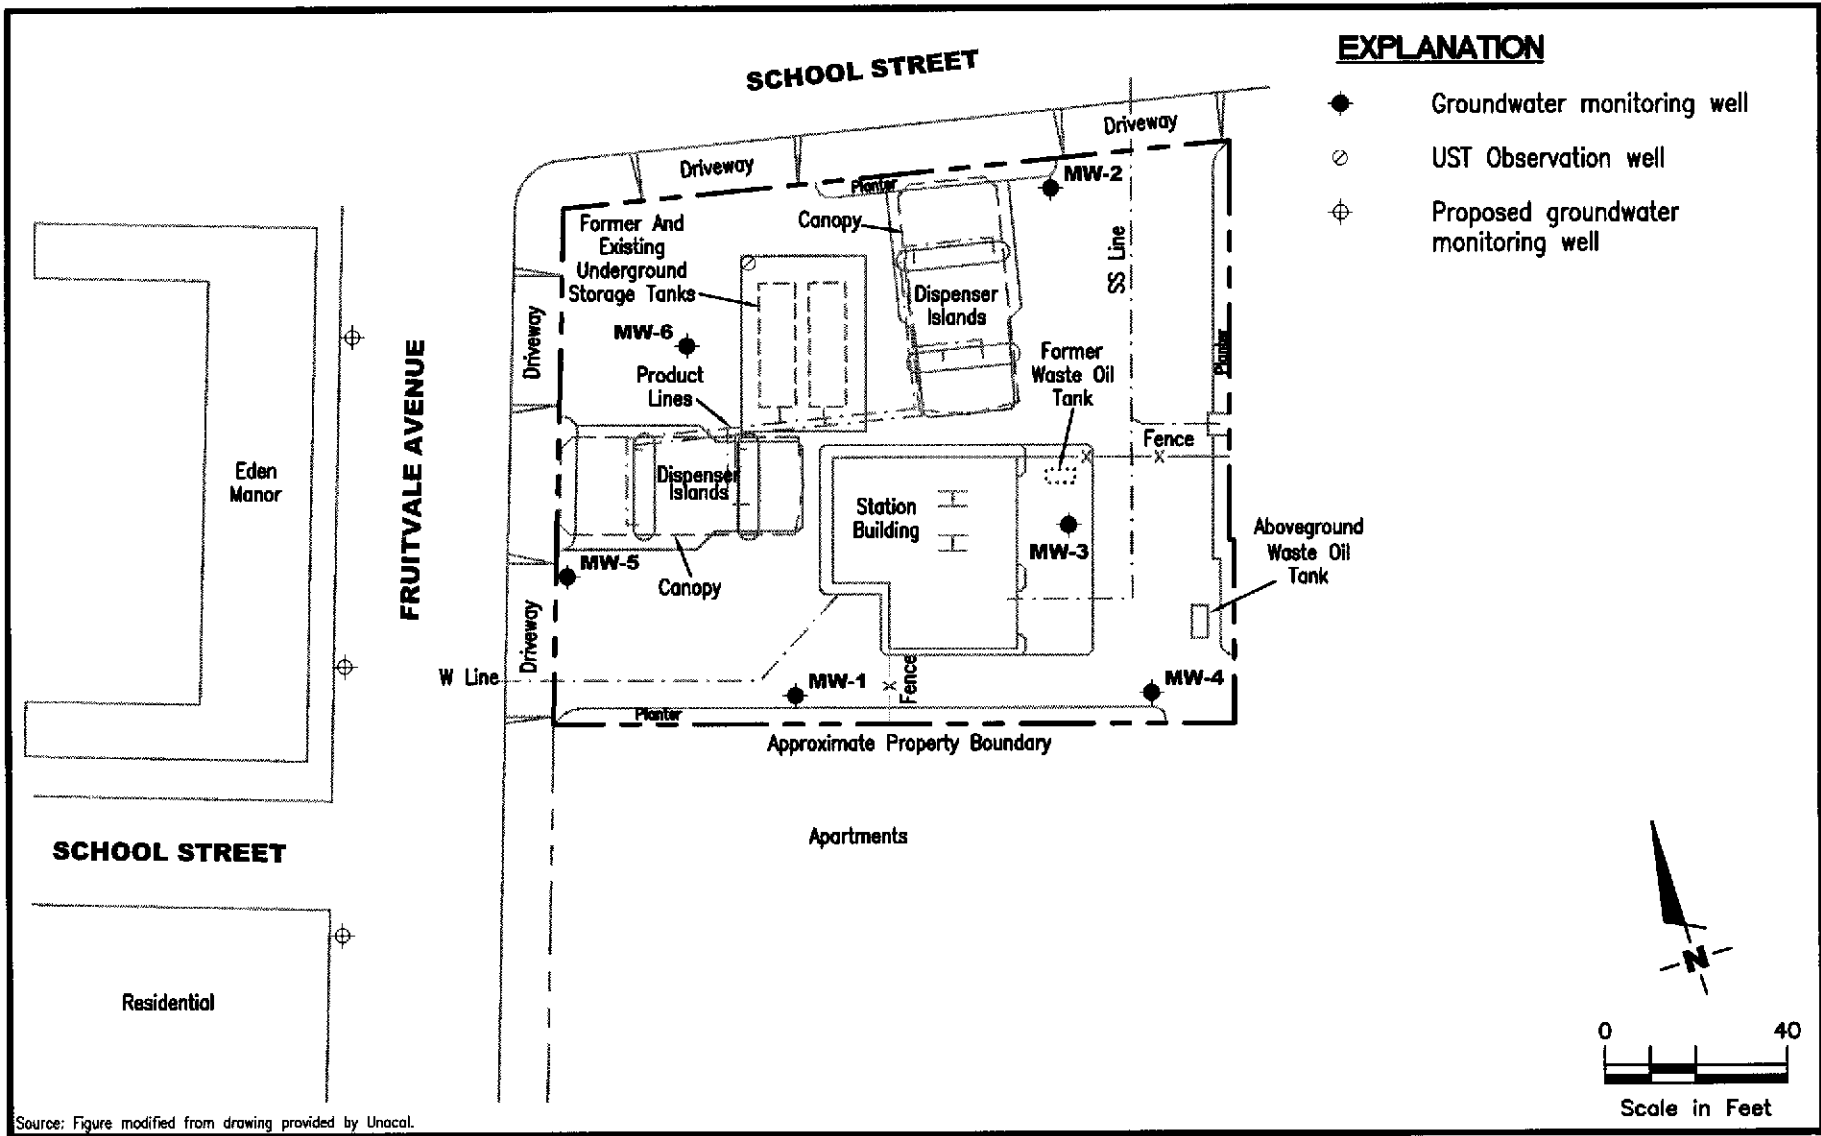 SCHOOL STREET
EXPLANATION
Groundwater monitoring well
UST Observation well
Proposed groundwater
monitoring well
Driveway
Driveway
Planter
MW-2
Former And
Existing
Underground
Storage Tanks
Canopy
SS Line
Dispenser
Islands
Driveway
MW-6
Product
Lines
Former
Waste Oil
Tank
Planter
FRUITVALE AVENUE
Eden
Manor
Dispenser
Islands
Fence
Station
Building
MW-3
Aboveground
Waste Oil
Tank
MW-5
Canopy
Driveway
W Line
MW-1
Fence
MW-4
Planter
Approximate Property Boundary
Apartments
SCHOOL STREET
Residential
N
0 40
Scale in Feet
Source: Figure modified from drawing provided by Unocal.